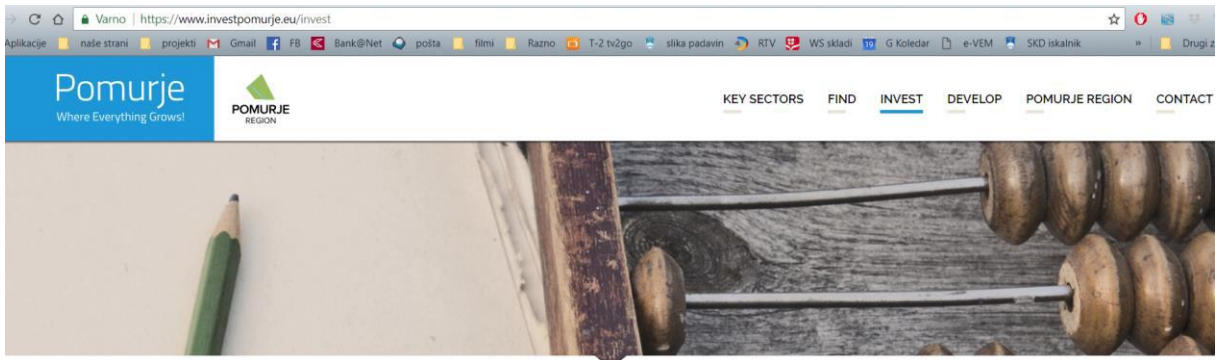 Varno | https://www.investpomurje.eu/invest
Aplikacije naše strani projekti Gmail FB Bank@Net pošta filmi Razno T-2 tv2go slika padavin RTV WS skladi 19 G Koledar e-VEM SKD iskalnik » Drugi z
Pomurje
Where Everything Grows!
POMURJE
REGION
KEY SECTORS FIND INVEST DEVELOP POMURJE REGION CONTACT